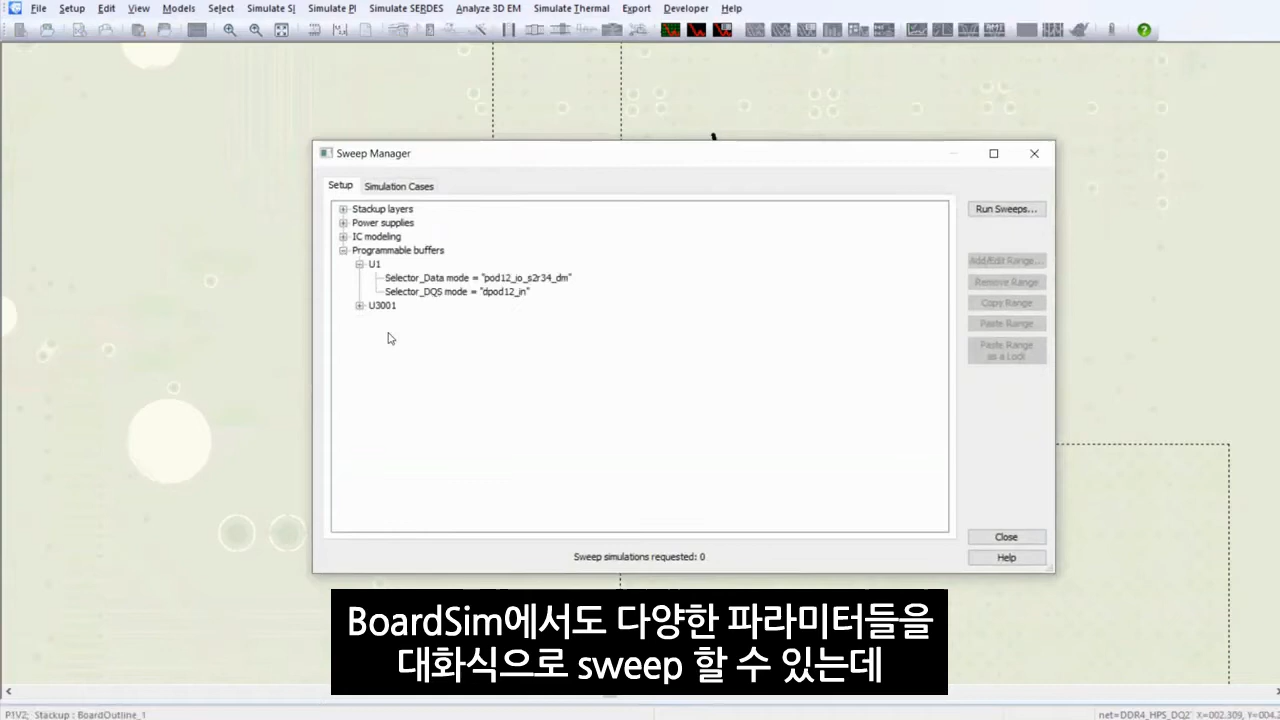 File Setup Edit View Models Select Simulate SI Simulate PI Simulate SERDES Analyze 3D EM Simulate Thermal Export Developer Help
Sweep Manager
Setup Simulation Cases
Stackup layers
Power supplies
IC modeling
Programmable buffers
U1
Selector_Data mode = "pod12_io_s2r34_dm"
Selector_DQS mode = "dpod12_in"
U3001
Run Sweeps...
Add/Edit Range...
Remove Range
Copy Range
Paste Range
Paste Range
as a Lock
Close
Help
Sweep simulations requested: 0
BoardSim에서도 다양한 파라미터들을
대화식으로 sweep 할 수 있는데
P1V2; Stackup : BoardOutline_1
net=DDR4_HPS_DQ2 X=002.309, Y=004.